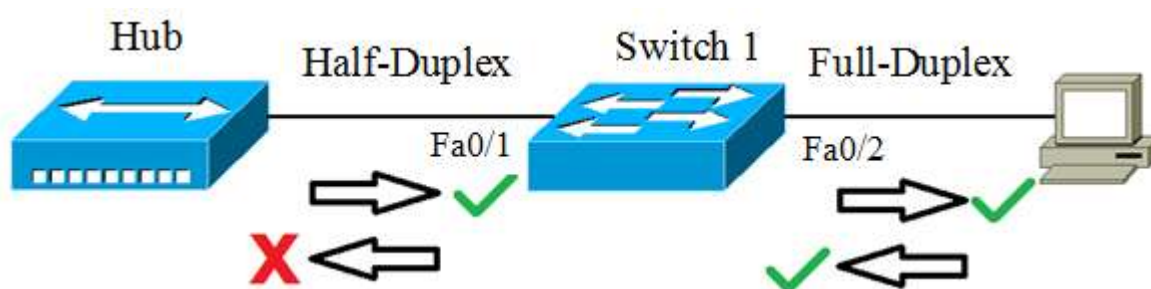 Hub
Half-Duplex
Switch 1
Full-Duplex
Fa0/1
Fa0/2
X